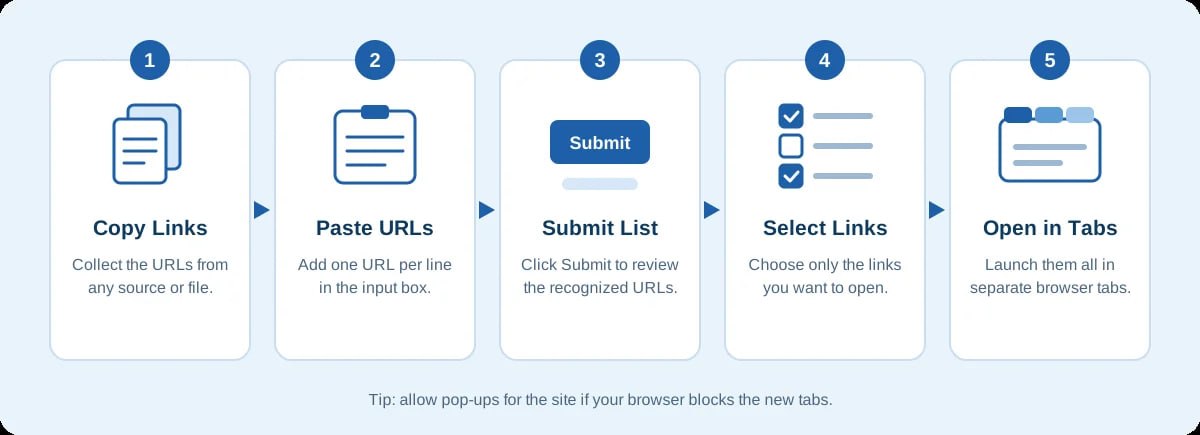 1
Copy Links
Collect the URLs from
any source or file.
2
Paste URLs
Add one URL per line
in the input box.
3
Submit
Submit List
Click Submit to review
the recognized URLs.
4
Select Links
Choose only the links
you want to open.
5
Open in Tabs
Launch them all in
separate browser tabs.
Tip: allow pop-ups for the site if your browser blocks the new tabs.